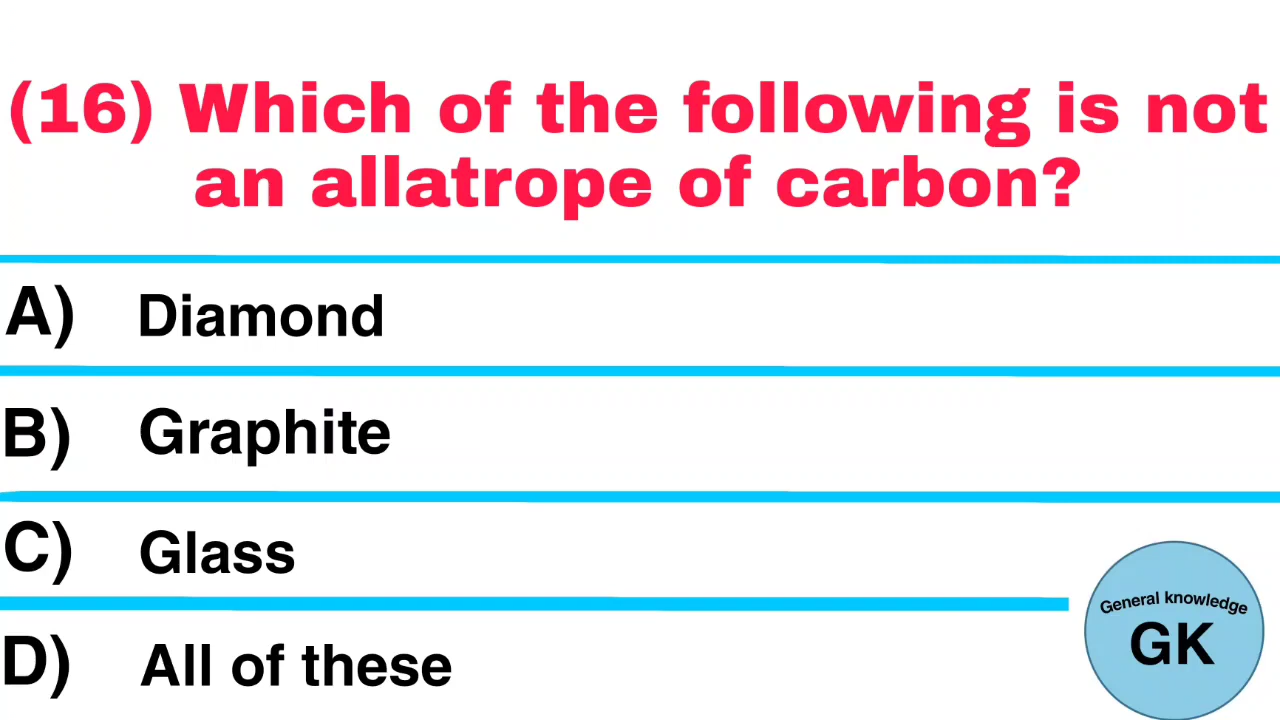 (16) Which of the following is not
an allatrope of carbon?
A) Diamond
B) Graphite
C) Glass
D) All of these
General knowledge
GK